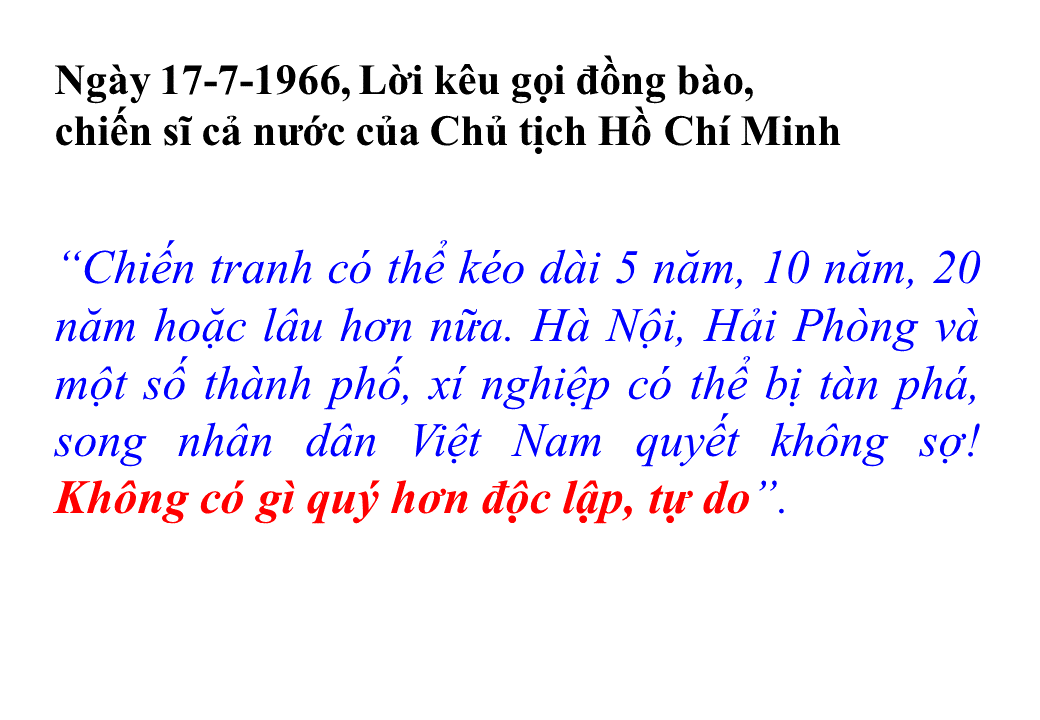 Ngày 17-7-1966, Lời kêu gọi đồng bào,
chiến sĩ cả nước của Chủ tịch Hồ Chí Minh
“Chiến tranh có thể kéo dài 5 năm, 10 năm, 20
năm hoặc lâu hơn nữa. Hà Nội, Hải Phòng và
một số thành phố, xí nghiệp có thể bị tàn phá,
song nhân dân Việt Nam quyết không sợ!
Không có gì quý hơn độc lập, tự do”.